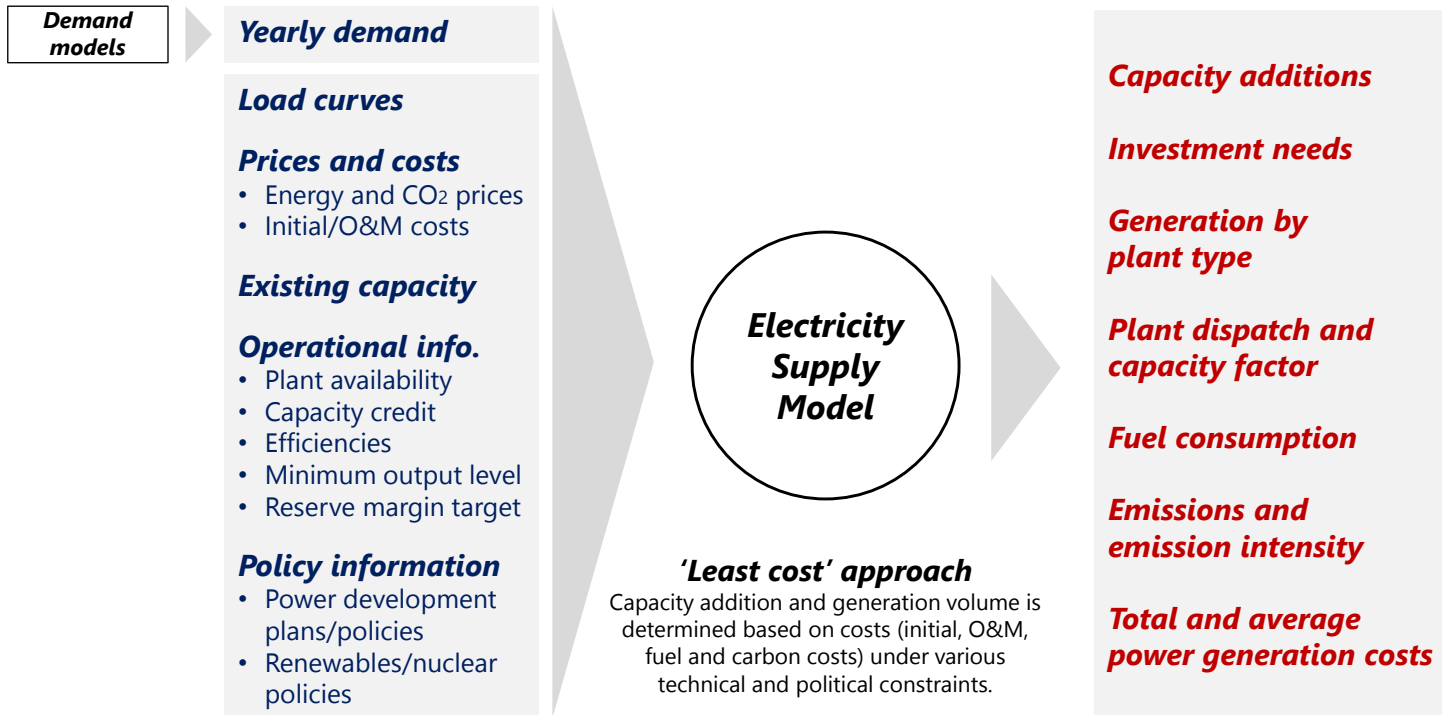 Demand
models
Yearly demand
Load curves
Prices and costs
• Energy and CO2 prices
• Initial/O&M costs
Existing capacity
Operational info.
• Plant availability
• Capacity credit
• Efficiencies
• Minimum output level
• Reserve margin target
Policy information
• Power development
plans/policies
• Renewables/nuclear
policies
Electricity
Supply
Model
‘Least cost’ approach
Capacity addition and generation volume is
determined based on costs (initial, O&M,
fuel and carbon costs) under various
technical and political constraints.
Capacity additions
Investment needs
Generation by
plant type
Plant dispatch and
capacity factor
Fuel consumption
Emissions and
emission intensity
Total and average
power generation costs